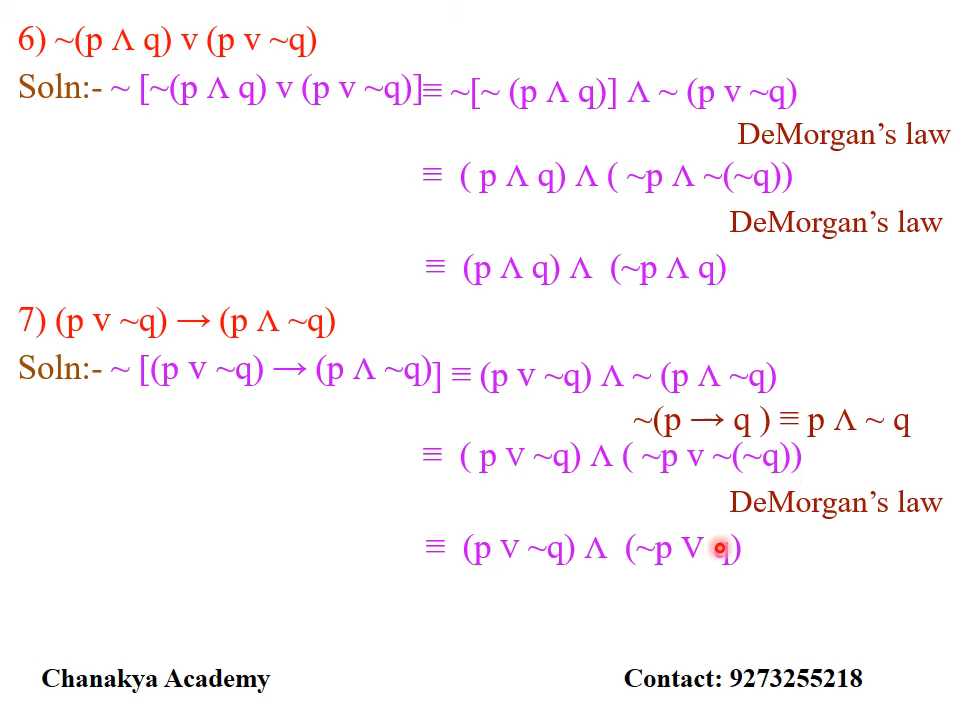 6) ~(p Λ q) v (p v ~q)
Soln:- ~ [~(p Λ q) v (p v ~q)]≡ ~[~ (p Λ q)] Λ ~ (p v ~q)
DeMorgan’s law
≡ ( p Λ q) Λ ( ~p Λ ~(~q))
DeMorgan’s law
≡ (p Λ q) Λ (~p Λ q)
7) (p v ~q) → (p Λ ~q)
Soln:- ~ [(p v ~q) → (p Λ ~q)] ≡ (p v ~q) Λ ~ (p Λ ~q)
~(p → q ) ≡ p Λ ~ q
≡ ( p V ~q) Λ ( ~p v ~(~q))
DeMorgan’s law
≡ (p V ~q) Λ (~p V q)
Chanakya Academy Contact: 9273255218